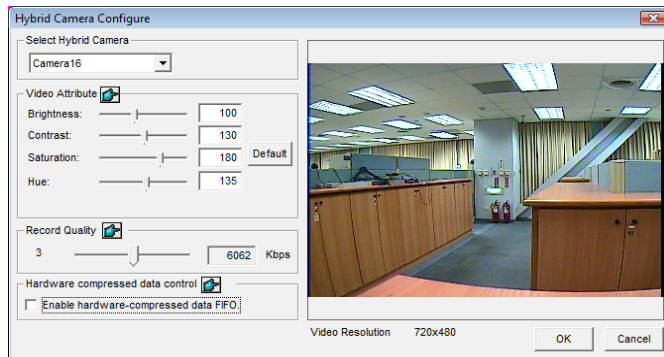 Hybrid Camera Configure
Select Hybrid Camera
Camera16
Video Attribute
Brightness: 100
Contrast: 130
Saturation: 180
Default
Hue: 135
Record Quality
3 6062 Kbps
Hardware compressed data control
Enable hardware-compressed data FIFO
Video Resolution 720x480
OK Cancel